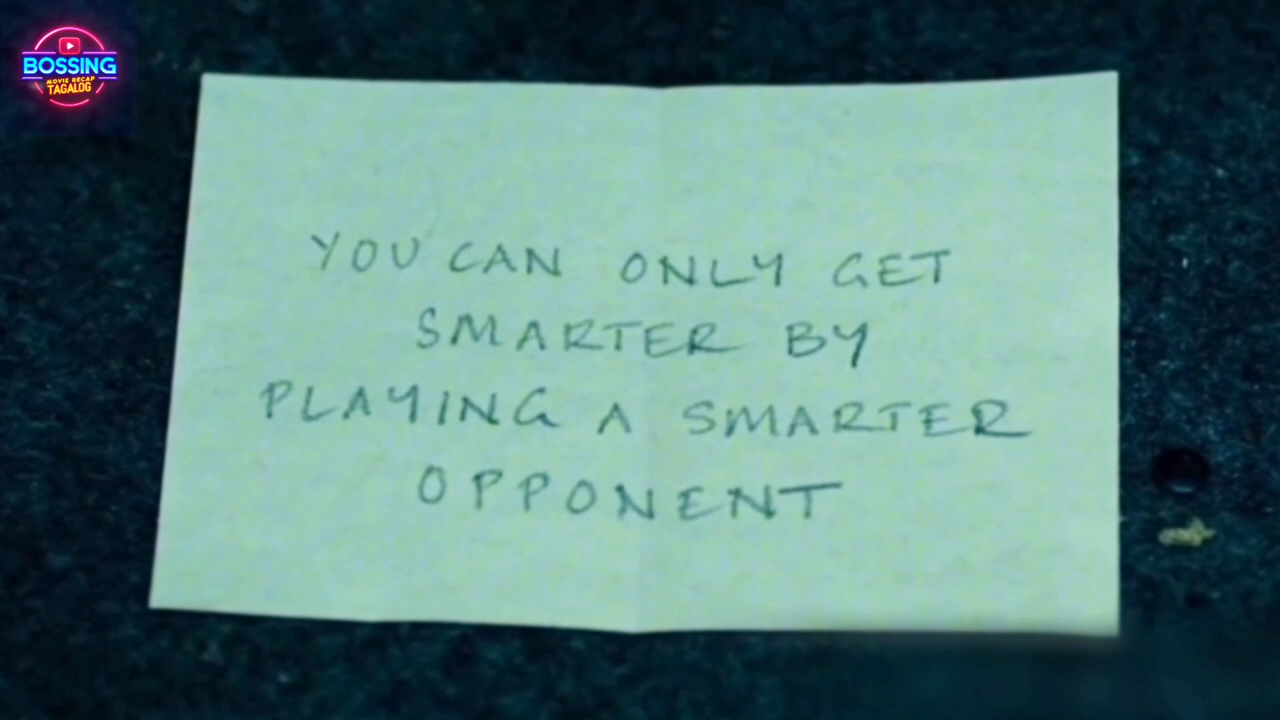 BOSSING
MOVIE RECAP
TAGALOG
YOU CAN ONLY GET
SMARTER BY
PLAYING A SMARTER
OPPONENT